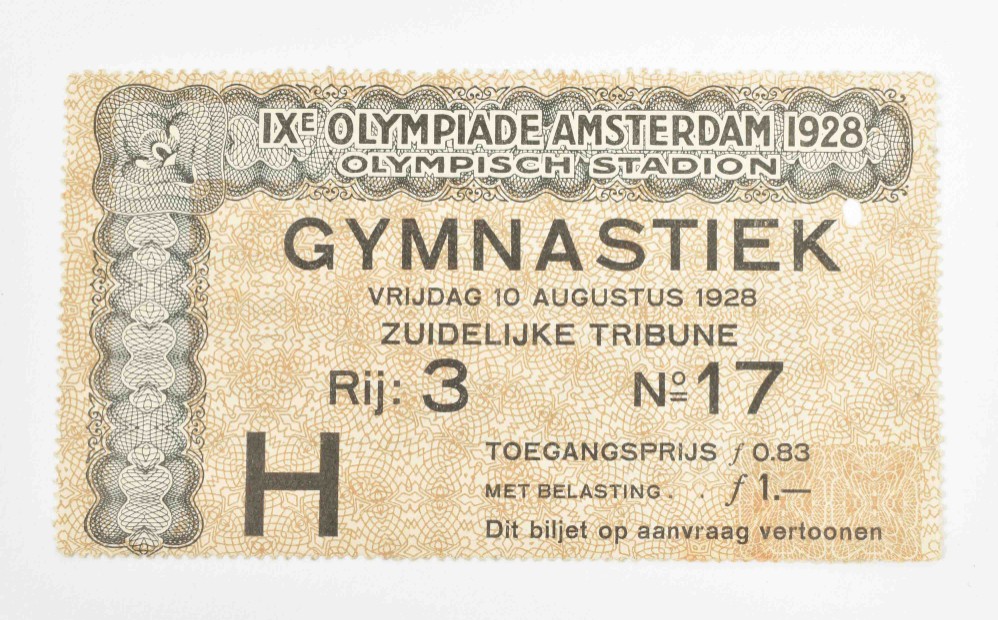 IXE OLYMPIADE AMSTERDAM 1928
OLYMPISCH STADION
GYMNASTIEK
VRIJDAG 10 AUGUSTUS 1928
ZUIDELIJKE TRIBUNE
Rij: 3 No 17
H
TOEGANGSPRIJS f 0.83
MET BELASTING . . f 1.—
Dit biljet op aanvraag vertoonen